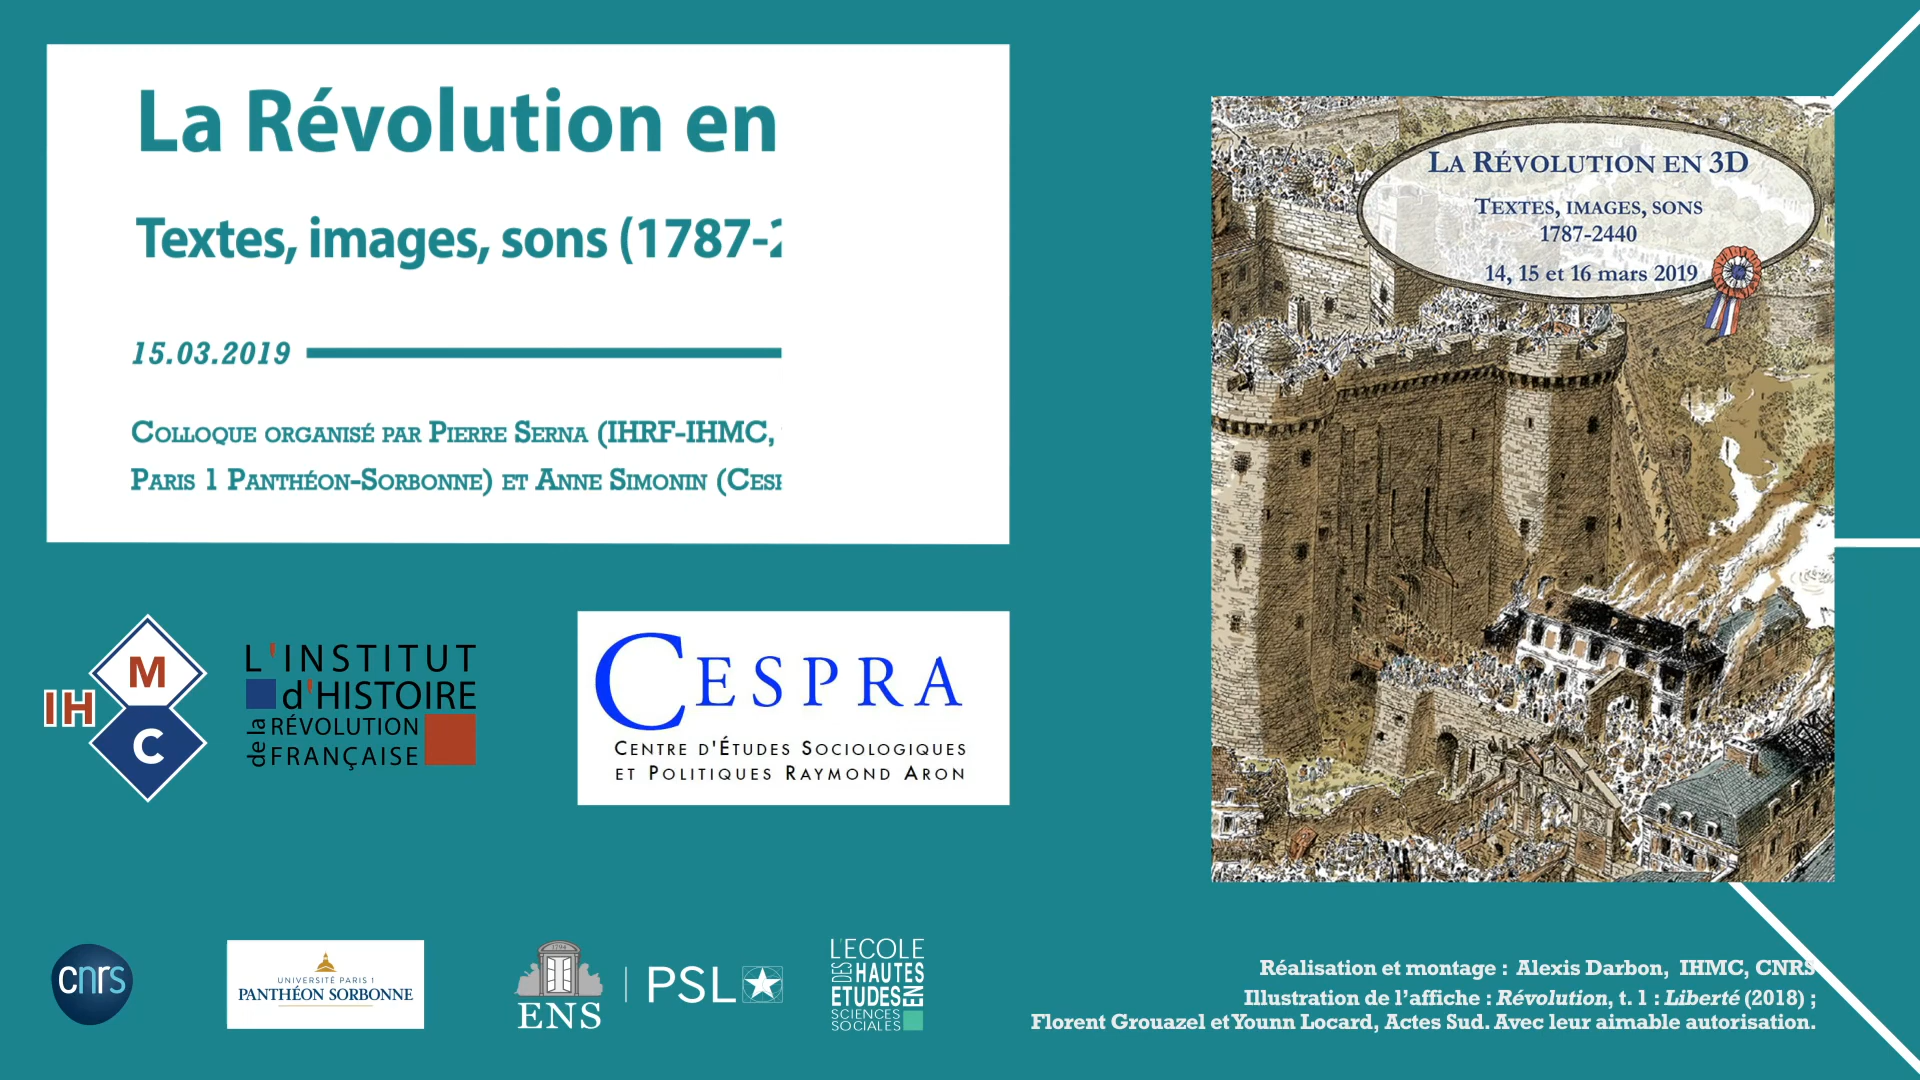 La Révolution en
Textes, images, sons (1787-
15.03.2019
Colloque organisé par Pierre Serna (IHRF-IHMC,
Paris 1 Panthéon-Sorbonne) et Anne Simonin (Cesp
La Révolution en 3D
Textes, images, sons
1787-2440
14, 15 et 16 mars 2019
IH
M
C
L'INSTITUT
d'HISTOIRE
de la RÉVOLUTION
FRANÇAISE
CESPRA
Centre d'Études Sociologiques
et Politiques Raymond Aron
cnrs
UNIVERSITÉ PARIS 1
PANTHÉON SORBONNE
ENS
PSL
L'ECOLE
DES HAUTES
ETUDES EN
SCIENCES
SOCIALES
Réalisation et montage : Alexis Darbon, IHMC, CNRS
Illustration de l'affiche : Révolution, t. 1 : Liberté (2018) ;
Florent Grouazel et Younn Locard, Actes Sud. Avec leur aimable autorisation.